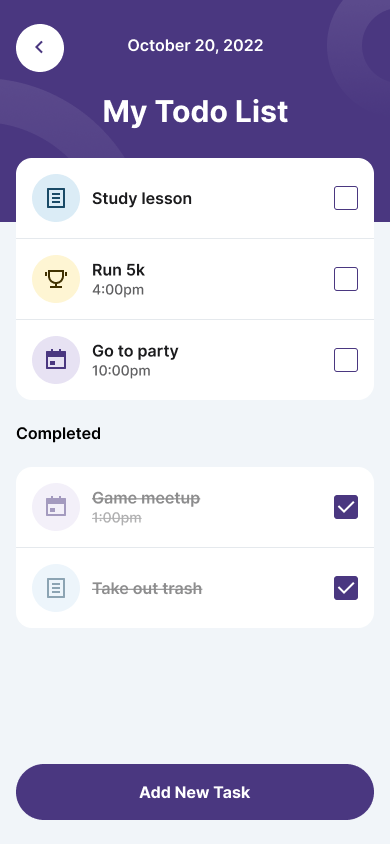 October 20, 2022
My Todo List
Study lesson
Run 5k
4:00pm
Go to party
10:00pm
Completed
Game meetup
1:00pm
Take out trash
Add New Task